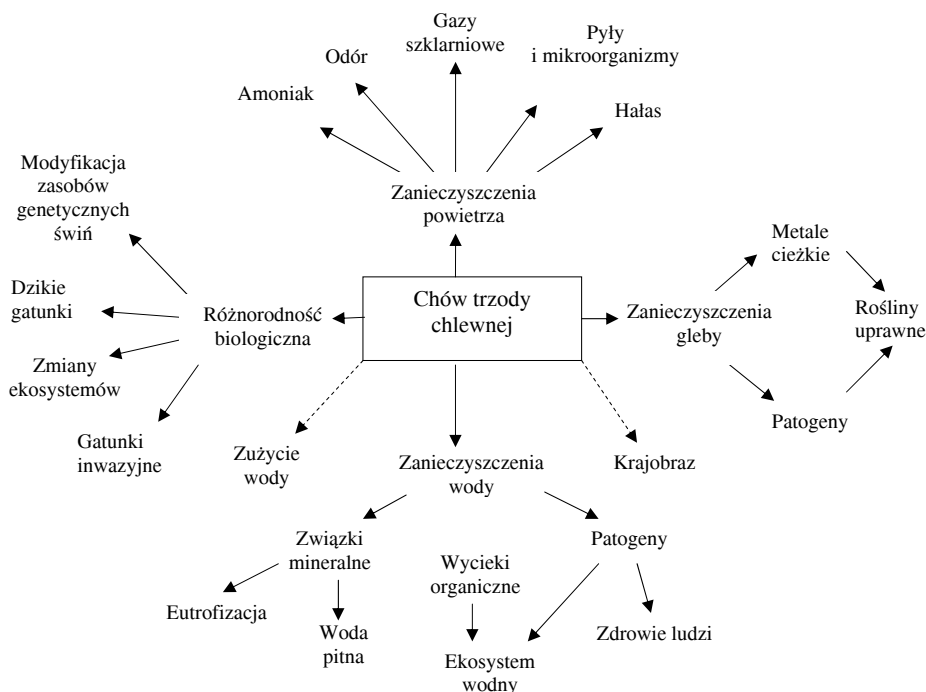 Gazy
szklarniowe
Pyły
i mikroorganizmy
Odór
Amoniak
Hałas
Modyfikacja
zasobów
genetycznych
świń
Zanieczyszczenia
powietrza
Metale
cieżkie
Dzikie
gatunki
Różnorodność
biologiczna
Chów trzody
chlewnej
Zanieczyszczenia
gleby
Rośliny
uprawne
Zmiany
ekosystemów
Patogeny
Gatunki
inwazyjne
Zużycie
wody
Zanieczyszczenia
wody
Krajobraz
Związki
mineralne
Wycieki
organiczne
Patogeny
Eutrofizacja
Woda
pitna
Ekosystem
wodny
Zdrowie ludzi